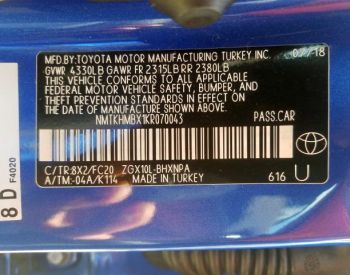 MFD BY:TOYOTA MOTOR MANUFACTURING TURKEY INC. 07/18
GVWR 4330LB GAWR FR 2315LB RR 2380LB
THIS VEHICLE CONFORMS TO ALL APPLICABLE
FEDERAL MOTOR VEHICLE SAFETY, BUMPER, AND
THEFT PREVENTION STANDARDS IN EFFECT ON THE
DATE OF MANUFACTURE SHOWN ABOVE.
NMTKHMBX1KR070043 PASS.CAR
C/TR:8X2/FC20 ZGX10L-BHXNPA
A/TM:-04A/K114 MADE IN TURKEY 616 U
8 D
F4020